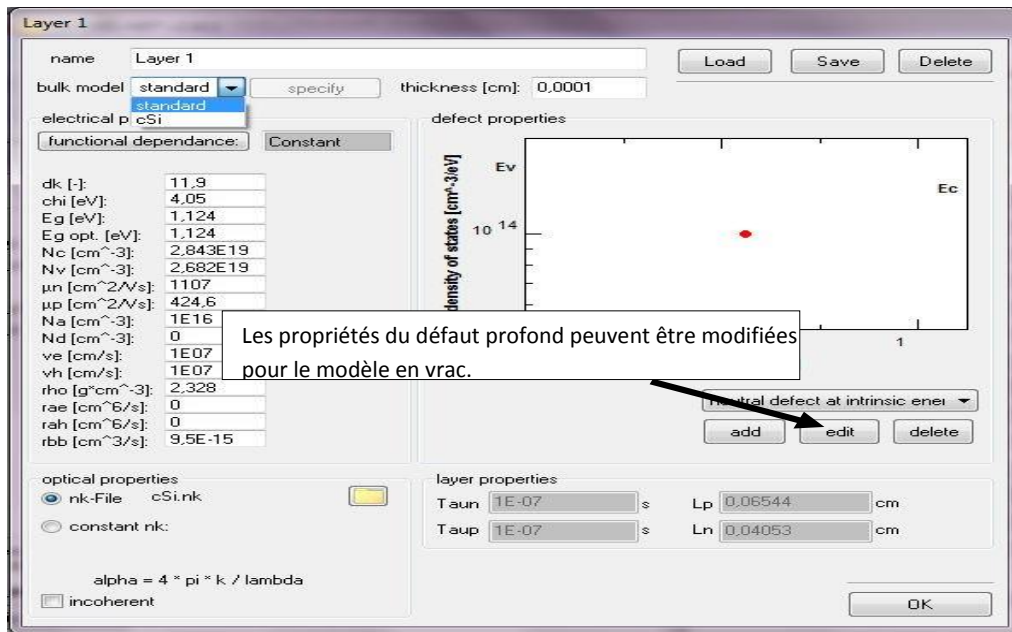 Layer 1
name Layer 1 Load Save Delete
bulk model standard specify thickness [cm]: 0,0001
standard
cSi
electrical p
functional dependance: Constant
dk [-]: 11,9
chi [eV]: 4,05
Eg [eV]: 1,124
Eg opt. [eV]: 1,124
Nc [cm^-3]: 2,843E19
Nv [cm^-3]: 2,682E19
μn [cm^2/Vs]: 1107
μp [cm^2/Vs]: 424,6
Na [cm^-3]: 1E16
Nd [cm^-3]: 0
ve [cm/s]: 1E07
vh [cm/s]: 1E07
rho [g*cm^-3]: 2,328
rae [cm^6/s]: 0
rah [cm^6/s]: 0
rbb [cm^3/s]: 9,5E-15
defect properties
density of states [cm^-3/eV]
Ev
Ec
10 14
1
Les propriétés du défaut profond peuvent être modifiées
pour le modèle en vrac.
neutral defect at intrinsic ener
add edit delete
optical properties
nk-File cSi.nk
constant nk:
alpha = 4 * pi * k / lambda
incoherent
layer properties
Taun 1E-07 s Lp 0,06544 cm
Taup 1E-07 s Ln 0,04053 cm
OK